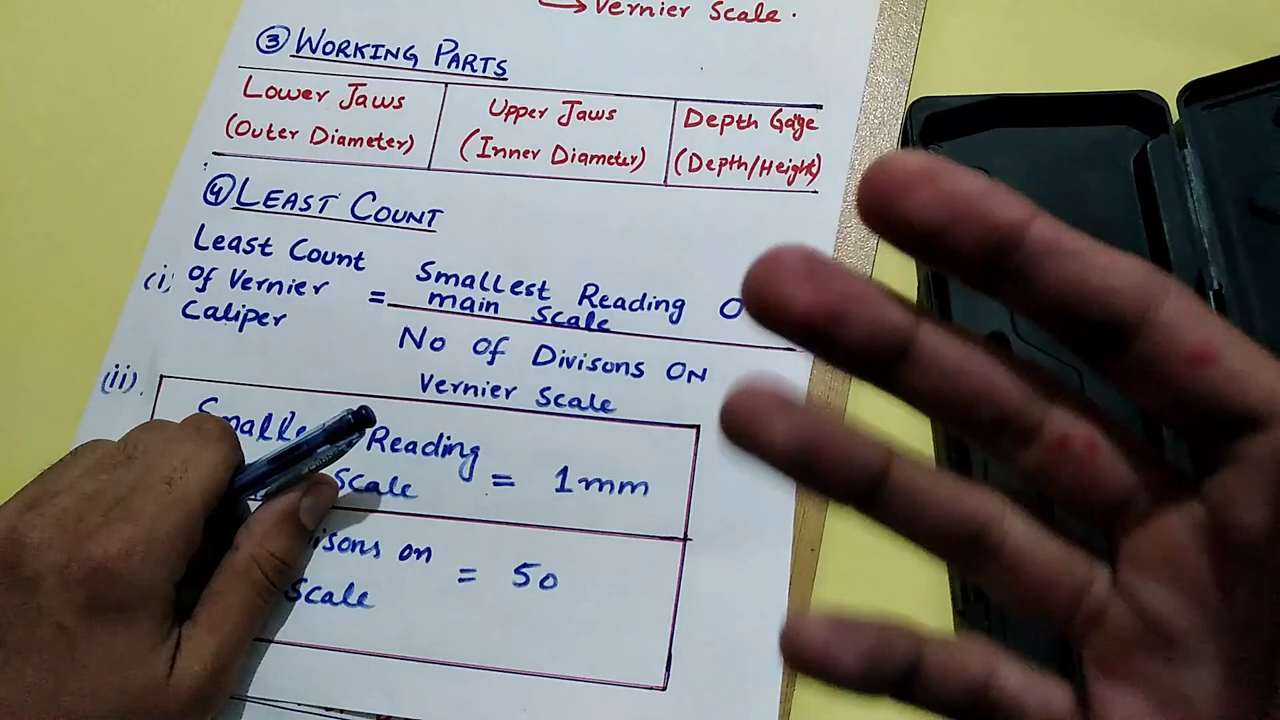 → Vernier Scale.
③ WORKING PARTS
Lower Jaws
(Outer Diameter)
Upper Jaws
(Inner Diameter)
Depth Gage
(Depth/Height)
④ LEAST COUNT
(i) Least Count
Of Vernier
Caliper
= Smallest Reading
main Scale
No Of Divisons ON
Vernier Scale
(ii).
Reading
Scale
= 1mm
on
Scale
= 50